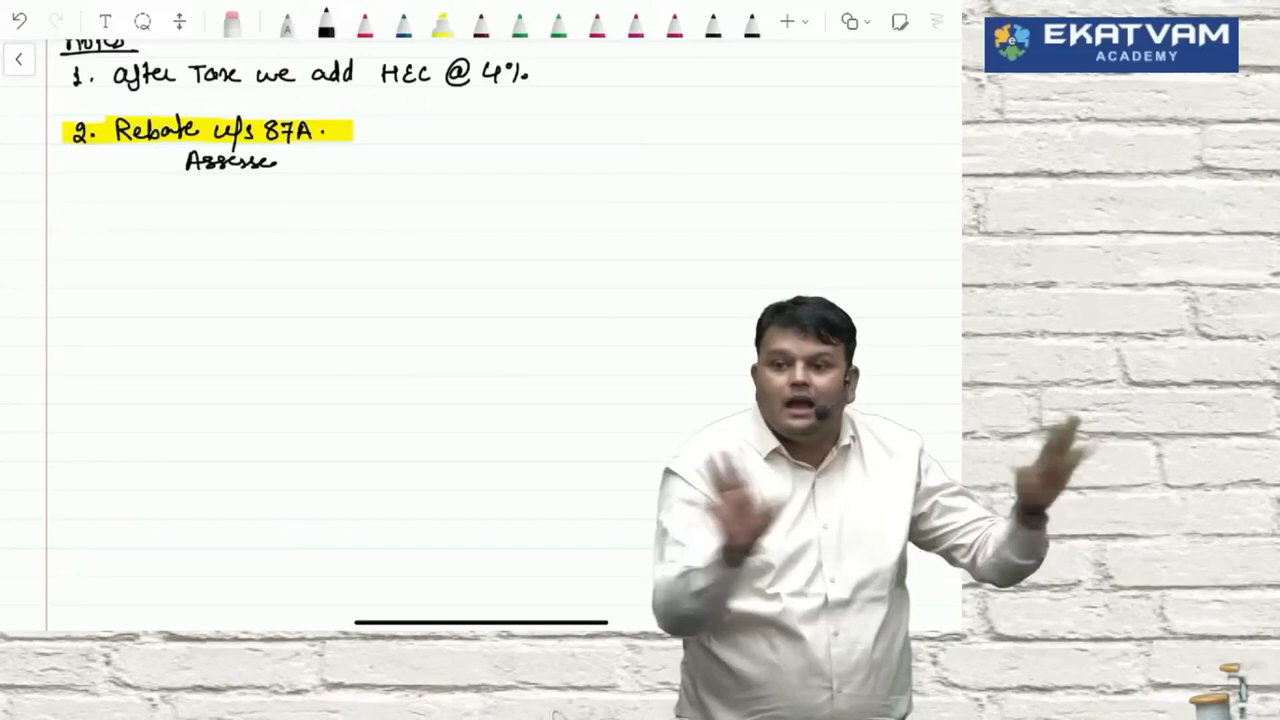 Note
1. After Tax we add HEC @ 4%
2. Rebate u/s 87A.
Assesse
EKATVAM
ACADEMY